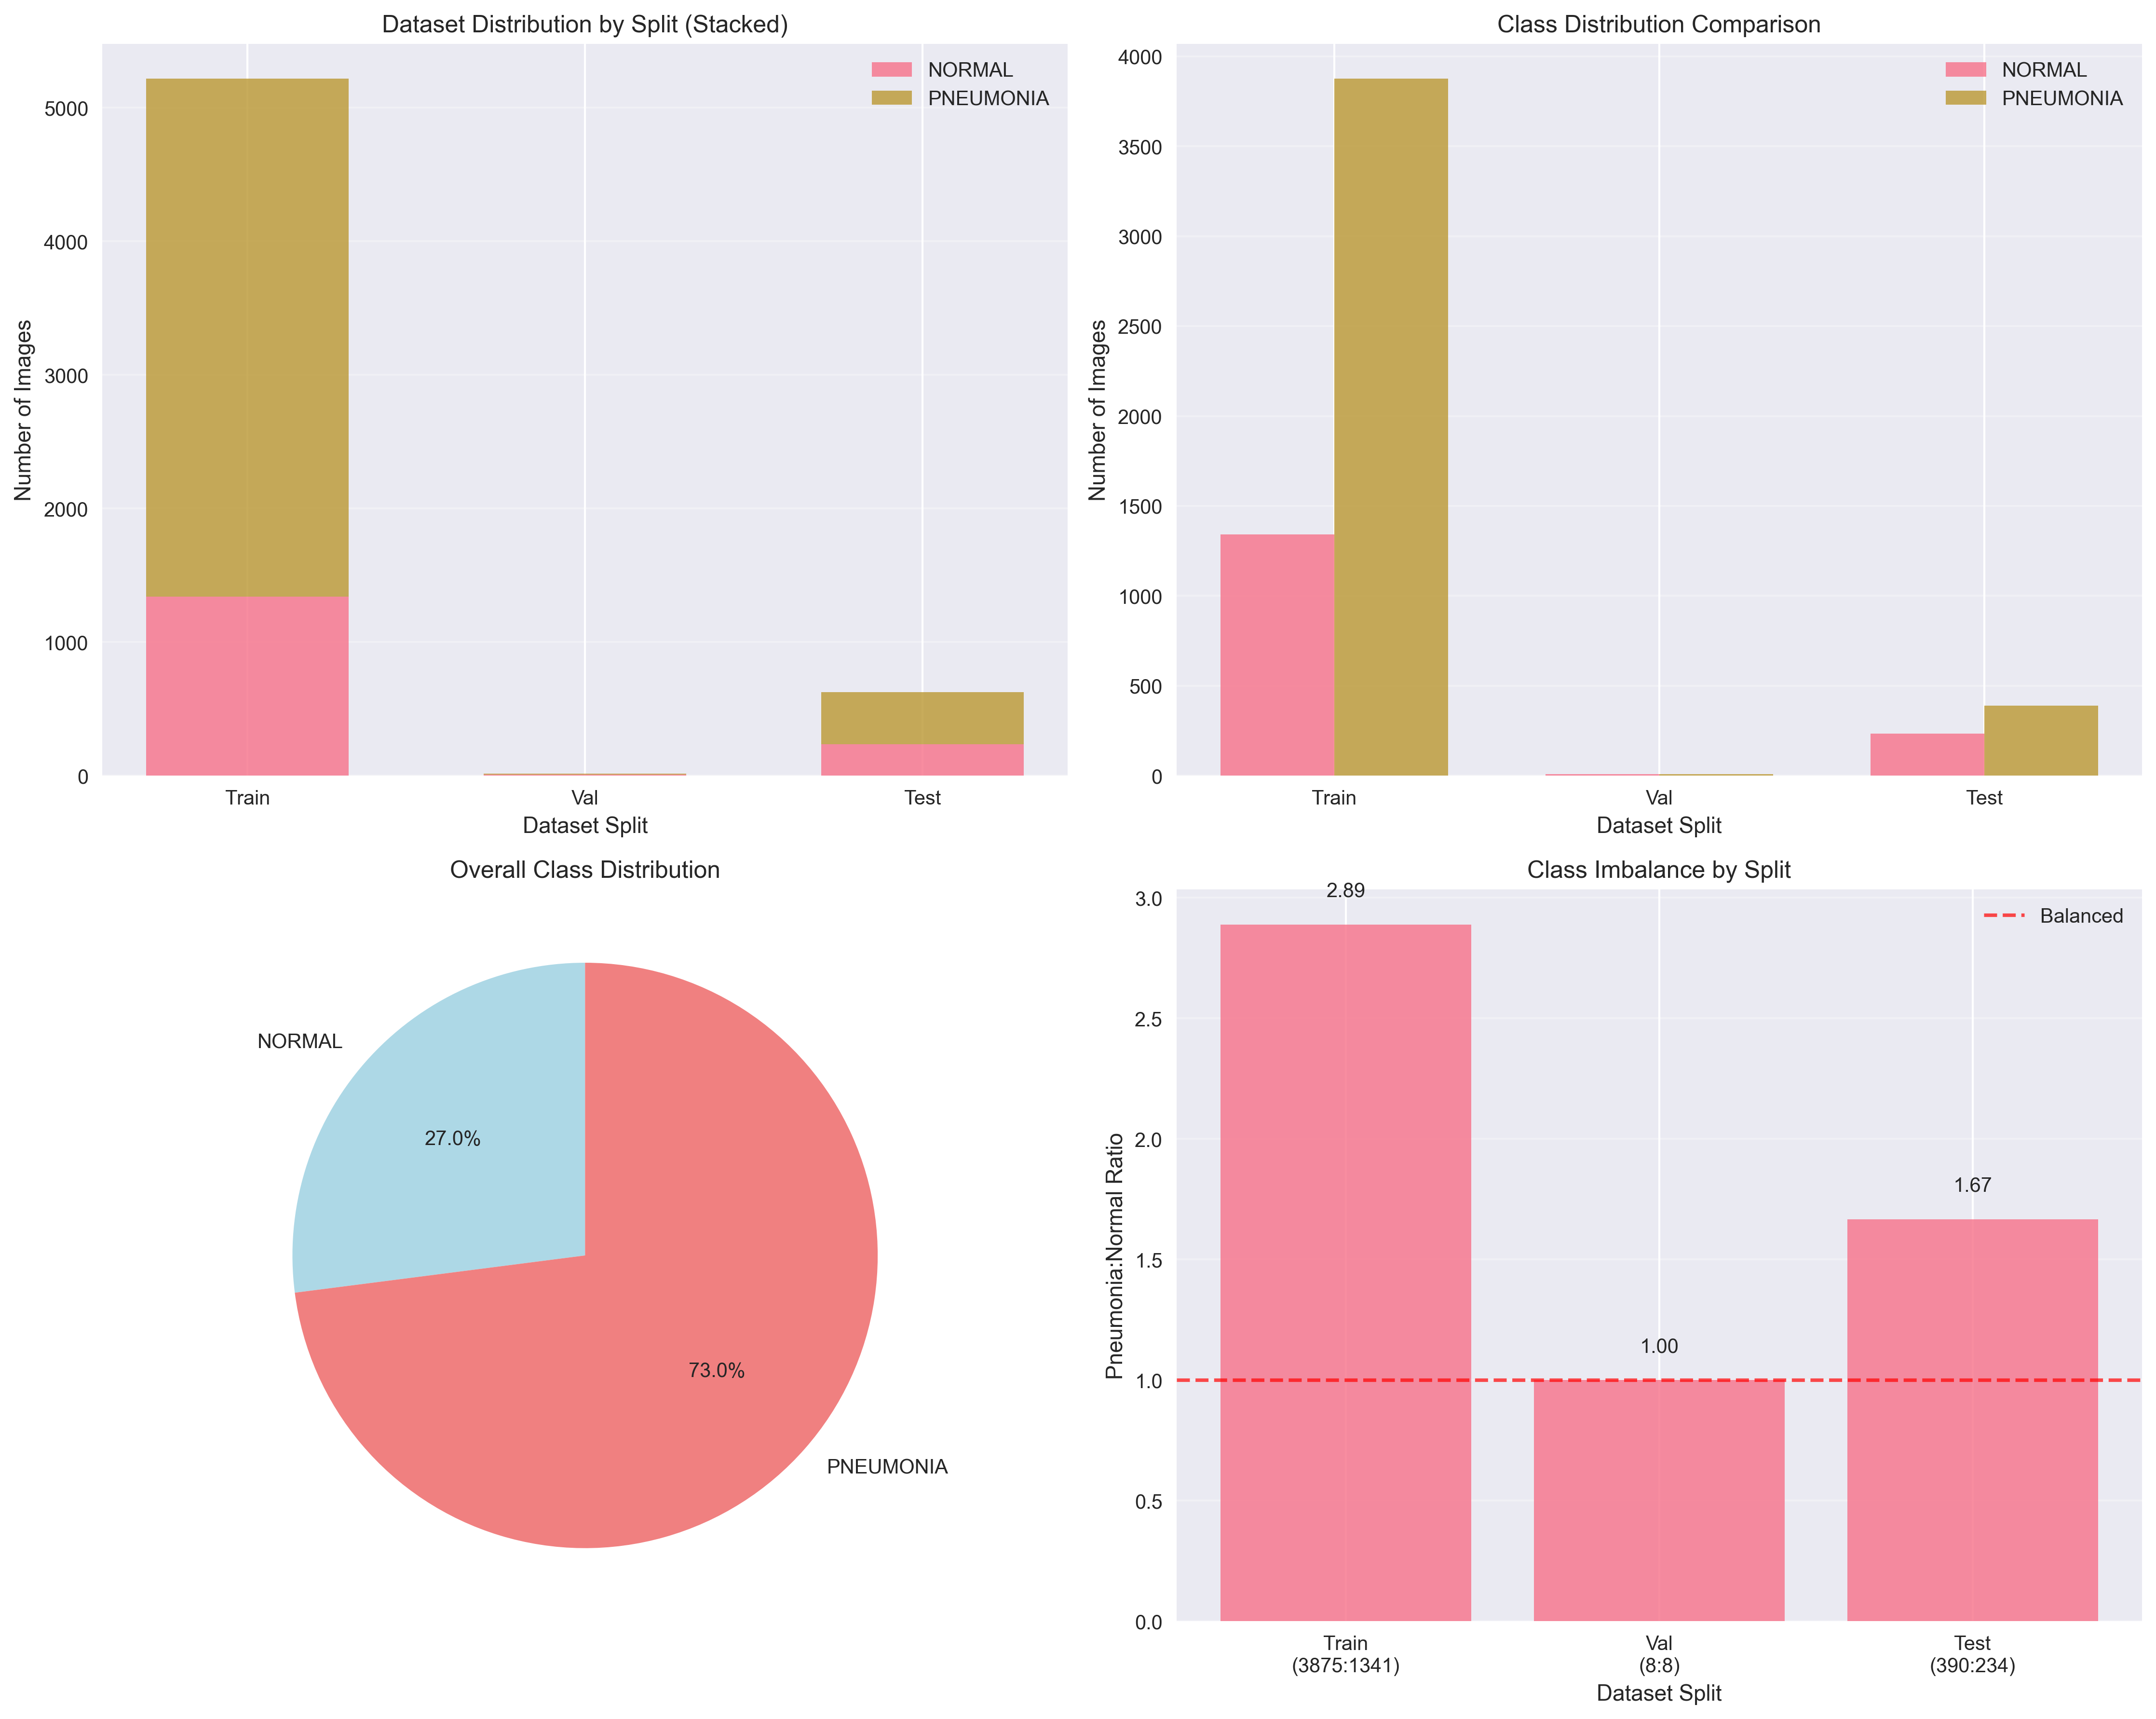 Dataset Distribution by Split (Stacked)
NORMAL
PNEUMONIA
Number of Images
5000
4000
3000
2000
1000
0
Train
Val
Test
Dataset Split
Class Distribution Comparison
NORMAL
PNEUMONIA
Number of Images
4000
3500
3000
2500
2000
1500
1000
500
0
Train
Val
Test
Dataset Split
Overall Class Distribution
NORMAL
27.0%
73.0%
PNEUMONIA
Class Imbalance by Split
Balanced
Pneumonia:Normal Ratio
3.0
2.5
2.0
1.5
1.0
0.5
0.0
2.89
1.00
1.67
Train
(3875:1341)
Val
(8:8)
Test
(390:234)
Dataset Split